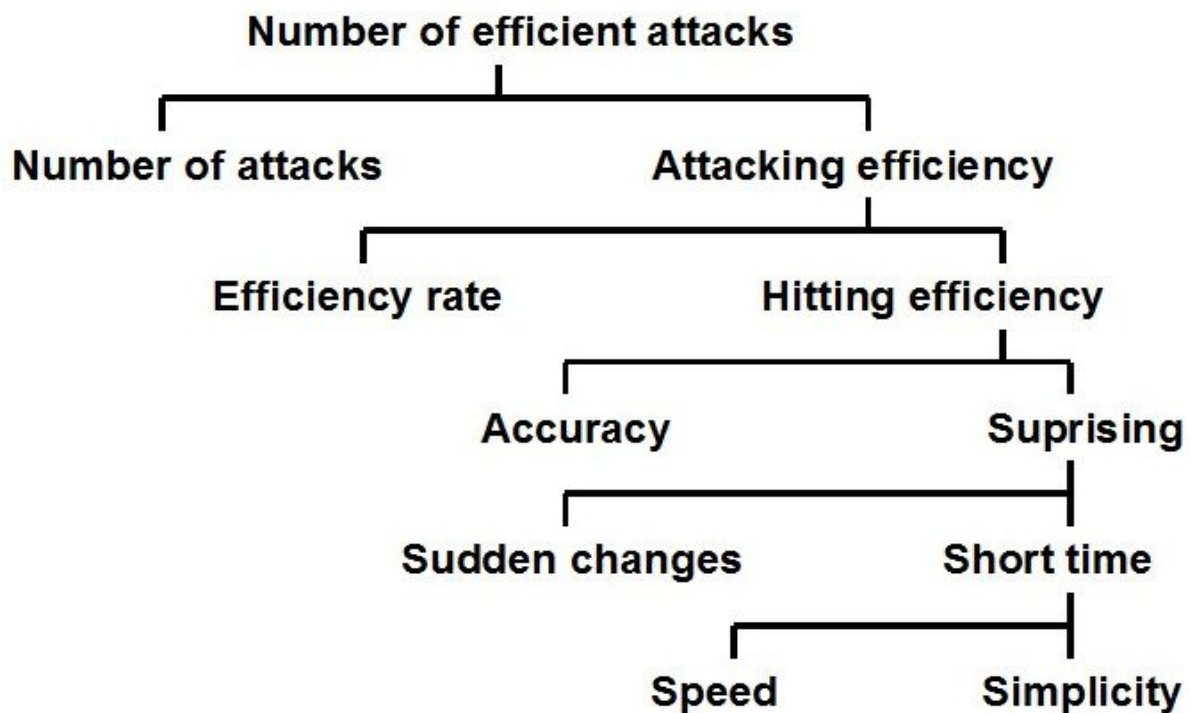 Number of efficient attacks
Number of attacks
Attacking efficiency
Efficiency rate
Hitting efficiency
Accuracy
Suprising
Sudden changes
Short time
Speed
Simplicity